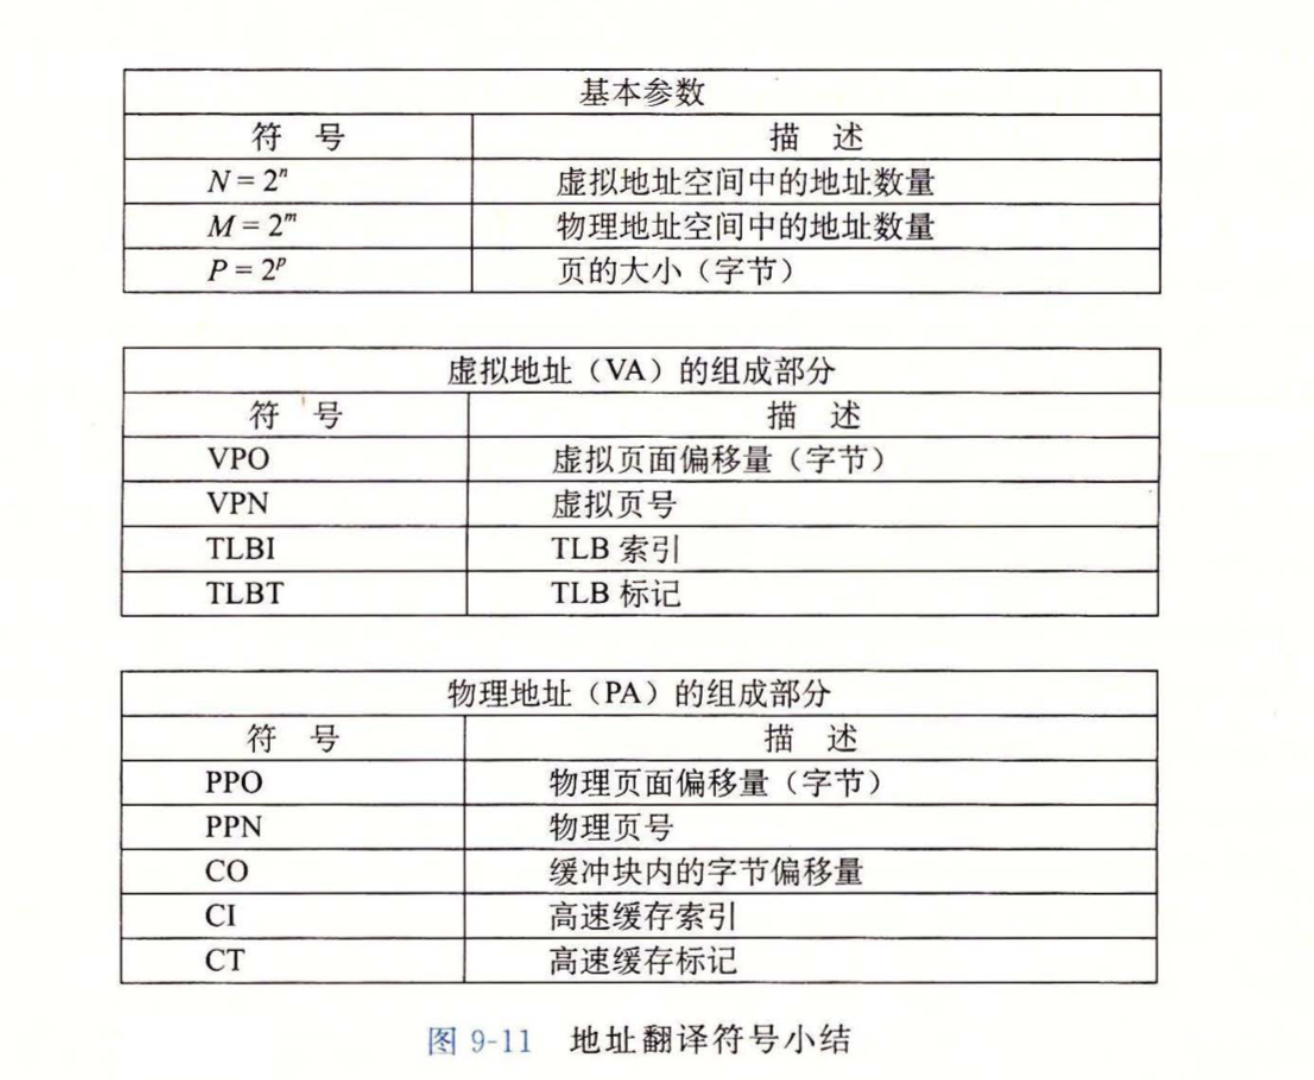 基本参数
符 号 描 述
N = 2ⁿ 虚拟地址空间中的地址数量
M = 2ᵐ 物理地址空间中的地址数量
P = 2ᵖ 页的大小（字节）
虚拟地址（VA）的组成部分
符 号 描 述
VPO 虚拟页面偏移量（字节）
VPN 虚拟页号
TLBI TLB 索引
TLBT TLB 标记
物理地址（PA）的组成部分
符 号 描 述
PPO 物理页面偏移量（字节）
PPN 物理页号
CO 缓冲块内的字节偏移量
CI 高速缓存索引
CT 高速缓存标记
图 9-11 地址翻译符号小结